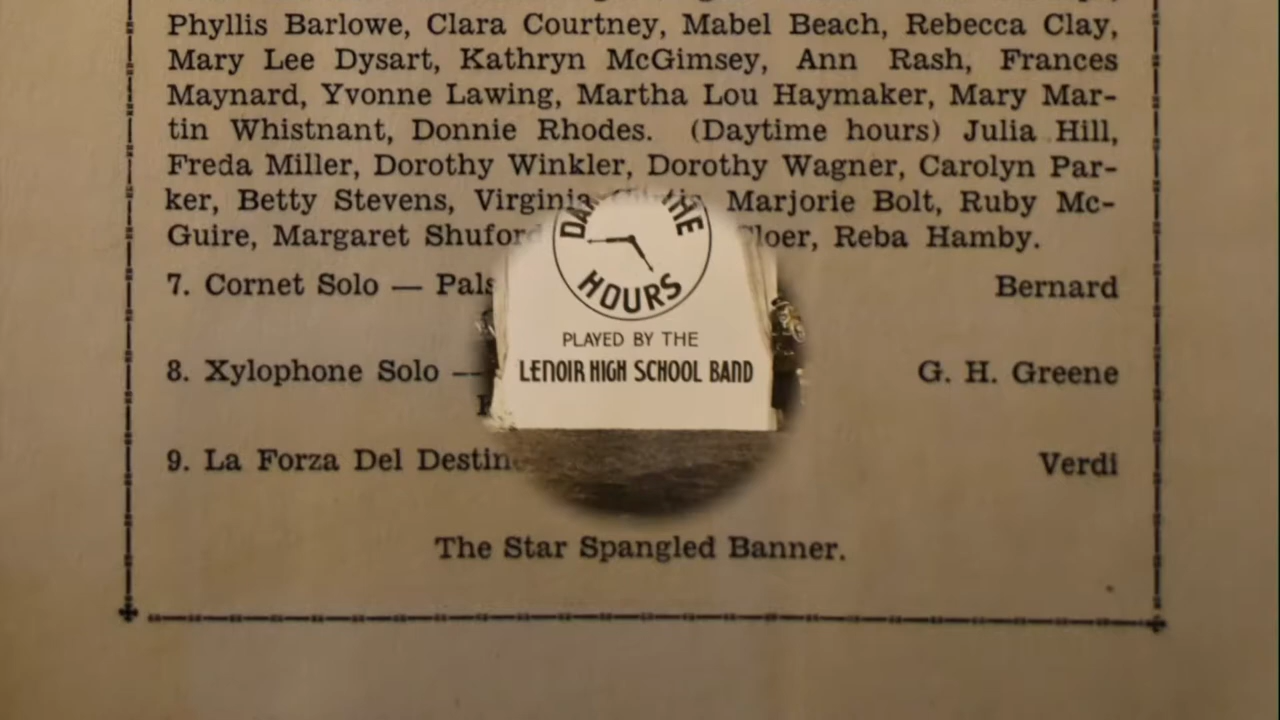 Phyllis Barlowe, Clara Courtney, Mabel Beach, Rebecca Clay,
Mary Lee Dysart, Kathryn McGimsey, Ann Rash, Frances
Maynard, Yvonne Lawing, Martha Lou Haymaker, Mary Mar-
tin Whistnant, Donnie Rhodes. (Daytime hours) Julia Hill,
Freda Miller, Dorothy Winkler, Dorothy Wagner, Carolyn Par-
ker, Betty Stevens, Virginia Marjorie Bolt, Ruby Mc-
Guire, Margaret Shuford Cloer, Reba Hamby.
THE
HOURS
7. Cornet Solo — Bernard
PLAYED BY THE
8. Xylophone Solo — G. H. Greene
LENOIR HIGH SCHOOL BAND
9. La Forza Del Destino Verdi
The Star Spangled Banner.